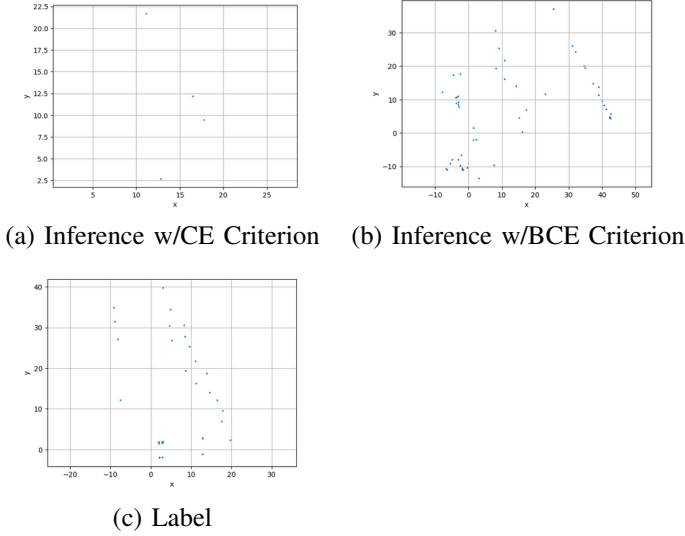 22.5
20.0
17.5
15.0
12.5
10.0
7.5
5.0
2.5
y
5 10 15 20 25
x
30
20
10
0
−10
y
−10 0 10 20 30 40 50
x
(a) Inference w/CE Criterion (b) Inference w/BCE Criterion
40
30
20
10
0
y
−20 −10 0 10 20 30
x
(c) Label